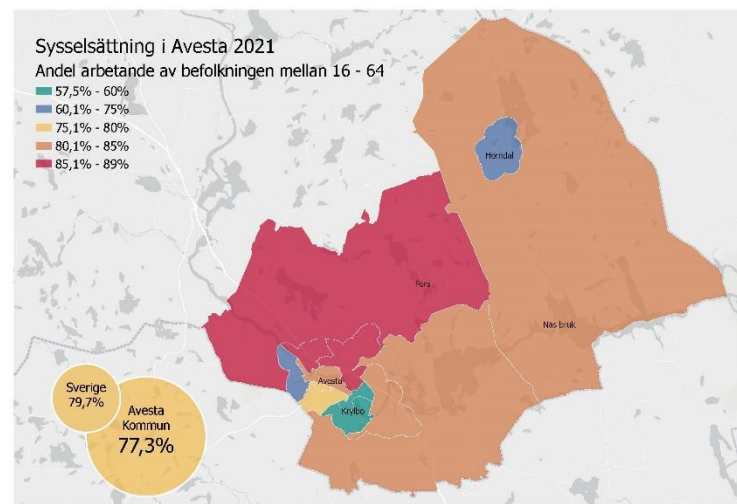 Sysselsättning i Avesta 2021
Andel arbetande av befolkningen mellan 16 - 64
57,5% - 60%
60,1% - 75%
75,1% - 80%
80,1% - 85%
85,1% - 89%
Horndal
Fors
Näs bruk
Avesta
Krylbo
Sverige
79,7%
Avesta
Kommun
77,3%